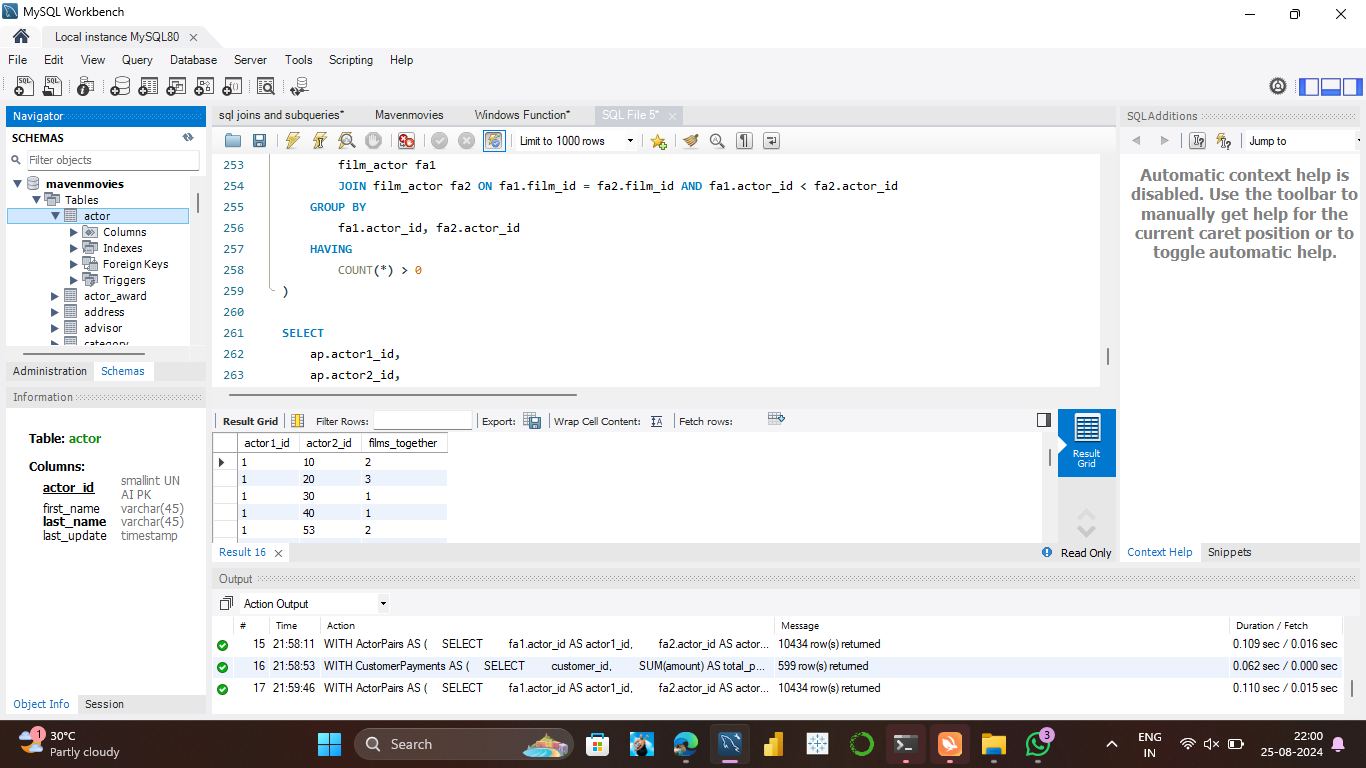 MySQL Workbench
Local instance MySQL80
File Edit View Query Database Server Tools Scripting Help
Navigator
SCHEMAS
Filter objects
mavenmovies
Tables
actor
Columns
Indexes
Foreign Keys
Triggers
actor_award
address
advisor
category
Administration Schemas
Information
Table: actor
Columns:
actor_id smallint UN
AI PK
first_name varchar(45)
last_name varchar(45)
last_update timestamp
Object Info Session
sql joins and subqueries* Mavenmovies Windows Function* SQL File 5*
Limit to 1000 rows
253 film_actor fa1
254 JOIN film_actor fa2 ON fa1.film_id = fa2.film_id AND fa1.actor_id < fa2.actor_id
255 GROUP BY
256 fa1.actor_id, fa2.actor_id
257 HAVING
258 COUNT(*) > 0
259 )
260
261 SELECT
262 ap.actor1_id,
263 ap.actor2_id,
Result Grid Filter Rows: Export: Wrap Cell Content: Fetch rows:
actor1_id actor2_id films_together
1 10 2
1 20 3
1 30 1
1 40 1
1 53 2
Result Grid
Result 16
Read Only
SQLAdditions
Jump to
Automatic context help is
disabled. Use the toolbar to
manually get help for the
current caret position or to
toggle automatic help.
Context Help Snippets
Output
Action Output
# Time Action Message Duration / Fetch
15 21:58:11 WITH ActorPairs AS ( SELECT fa1.actor_id AS actor1_id, fa2.actor_id AS actor... 10434 row(s) returned 0.109 sec / 0.016 sec
16 21:58:53 WITH CustomerPayments AS ( SELECT customer_id, SUM(amount) AS total_p... 599 row(s) returned 0.062 sec / 0.000 sec
17 21:59:46 WITH ActorPairs AS ( SELECT fa1.actor_id AS actor1_id, fa2.actor_id AS actor... 10434 row(s) returned 0.110 sec / 0.015 sec
1
30°C
Partly cloudy
Search
3
ENG
IN
22:00
25-08-2024